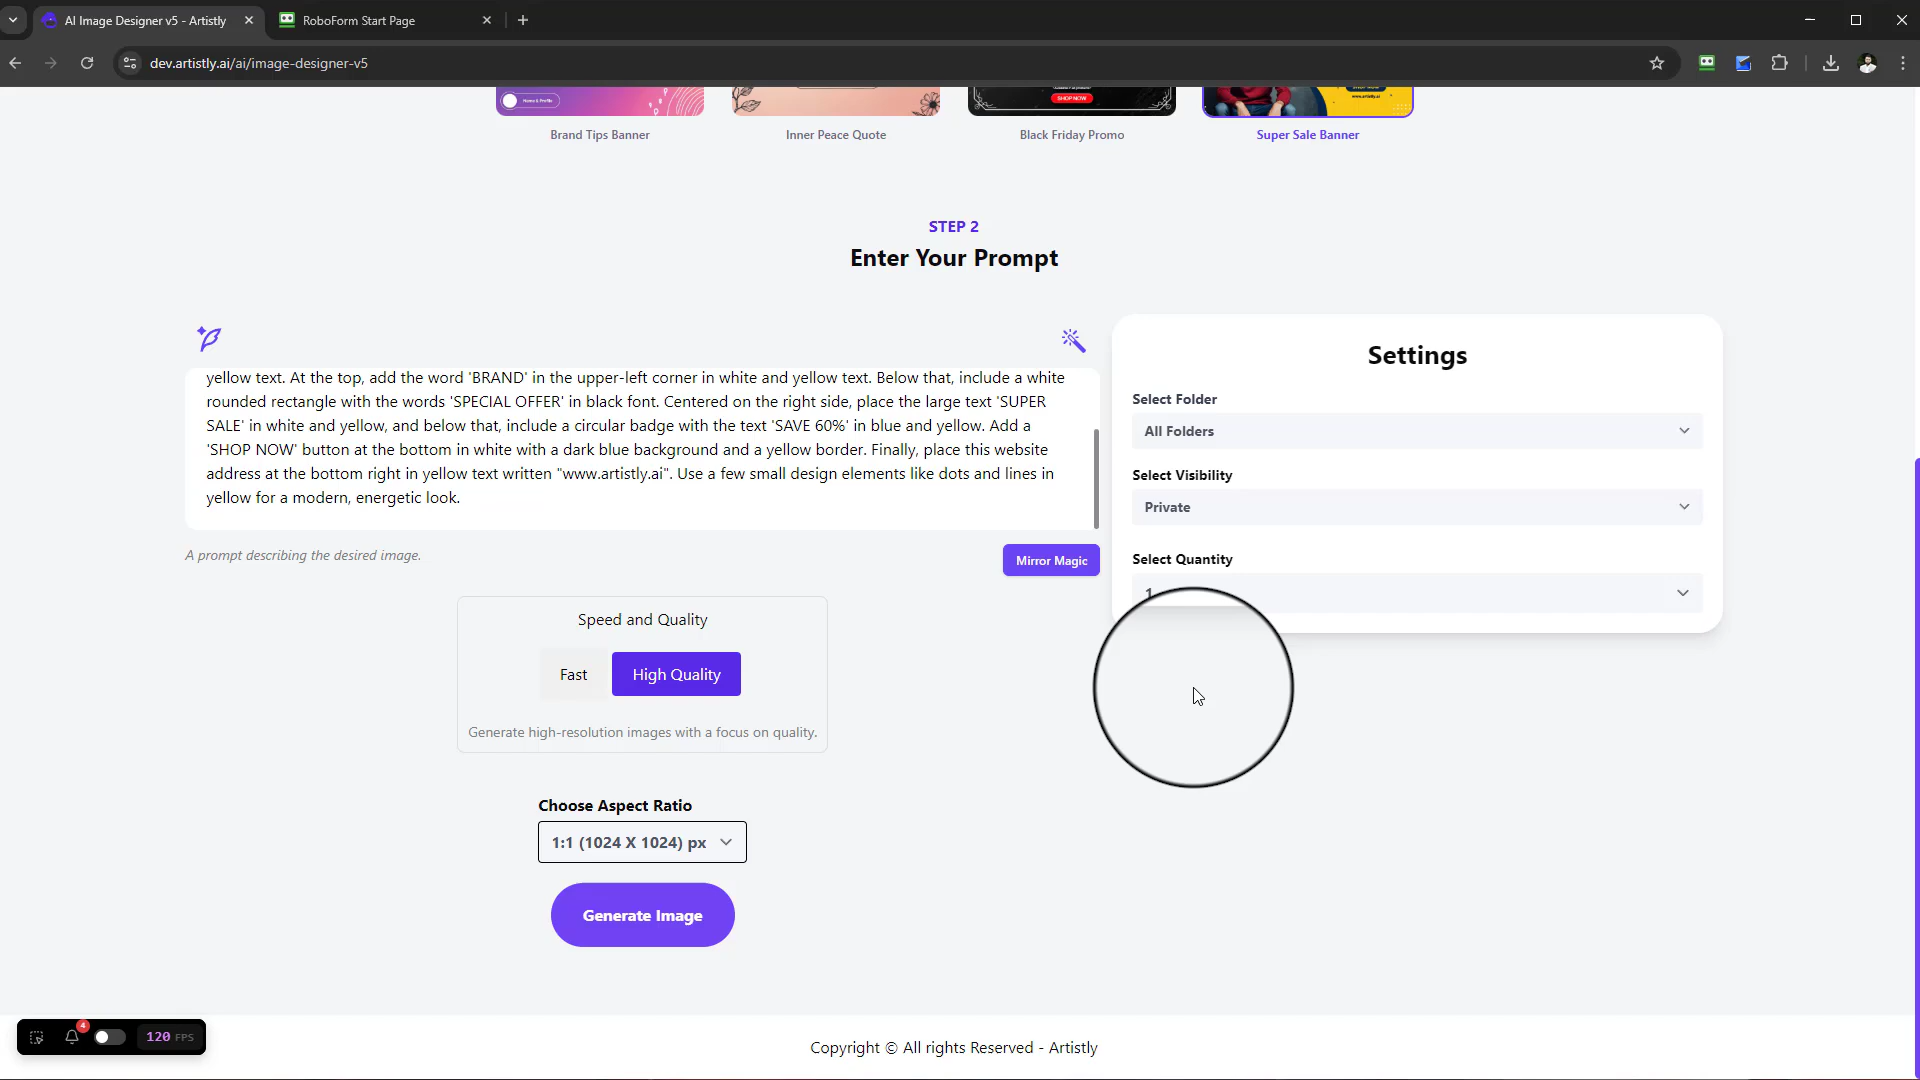 AI Image Designer v5 - Artistly
RoboForm Start Page
dev.artistly.ai/ai/image-designer-v5
Name & Profile
SHOP NOW
www.artistly.ai
Brand Tips Banner
Inner Peace Quote
Black Friday Promo
Super Sale Banner
STEP 2
Enter Your Prompt
yellow text. At the top, add the word 'BRAND' in the upper-left corner in white and yellow text. Below that, include a white
rounded rectangle with the words 'SPECIAL OFFER' in black font. Centered on the right side, place the large text 'SUPER
SALE' in white and yellow, and below that, include a circular badge with the text 'SAVE 60%' in blue and yellow. Add a
'SHOP NOW' button at the bottom in white with a dark blue background and a yellow border. Finally, place this website
address at the bottom right in yellow text written "www.artistly.ai". Use a few small design elements like dots and lines in
yellow for a modern, energetic look.
A prompt describing the desired image.
Mirror Magic
Speed and Quality
Fast
High Quality
Generate high-resolution images with a focus on quality.
Choose Aspect Ratio
1:1 (1024 X 1024) px
Generate Image
Settings
Select Folder
All Folders
Select Visibility
Private
Select Quantity
1
4
120 FPS
Copyright © All rights Reserved - Artistly